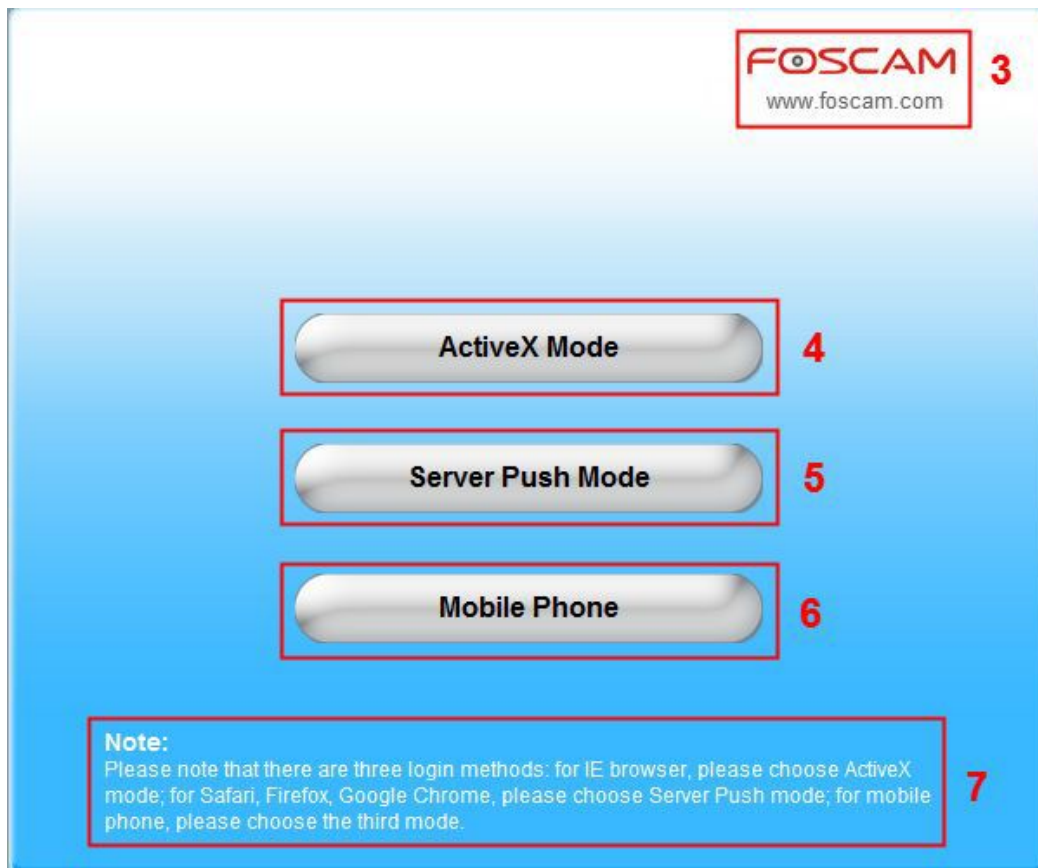 FOSCAM
3
www.foscam.com
ActiveX Mode
4
Server Push Mode
5
Mobile Phone
6
Note:
Please note that there are three login methods: for IE browser, please choose ActiveX
mode; for Safari, Firefox, Google Chrome, please choose Server Push mode; for mobile
phone, please choose the third mode.
7